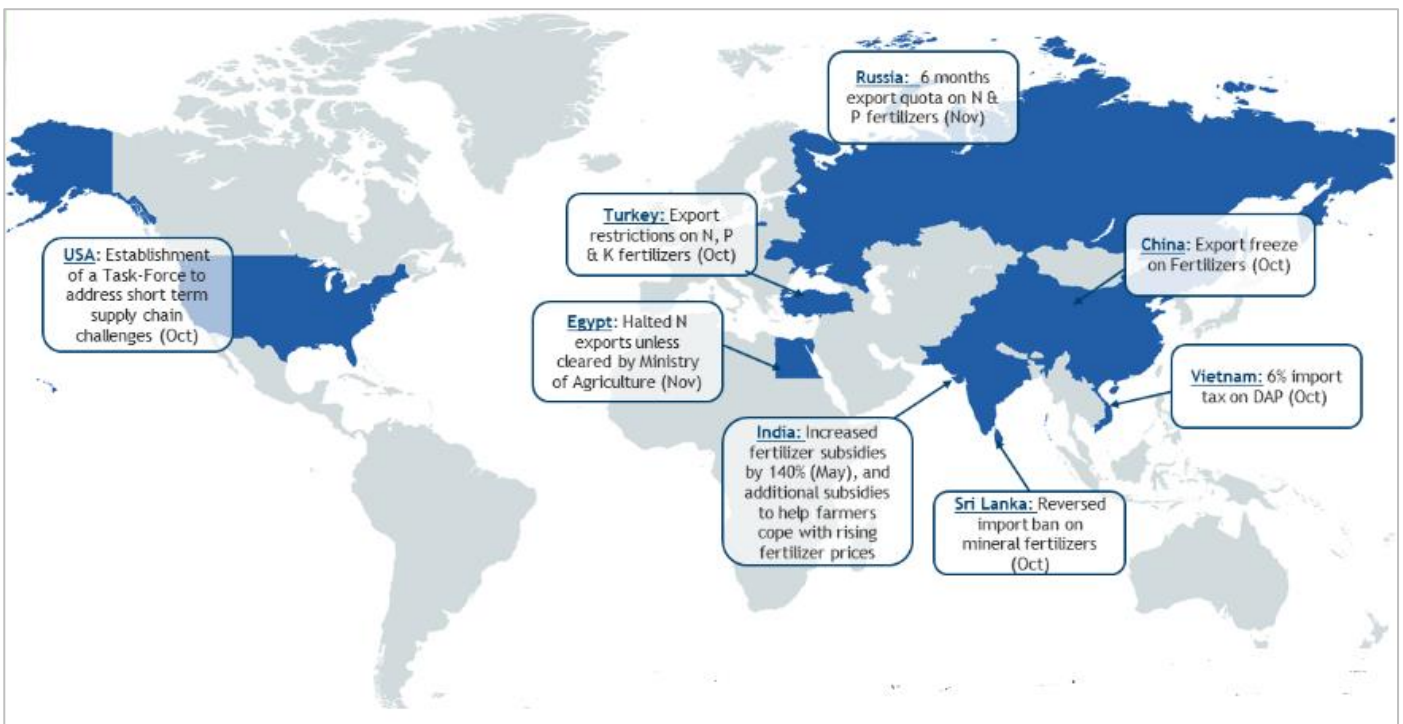 Russia: 6 months
export quota on N &
P fertilizers (Nov)
Turkey: Export
restrictions on N, P
& K fertilizers (Oct)
China: Export freeze
on Fertilizers (Oct)
USA: Establishment
of a Task-Force to
address short term
supply chain
challenges (Oct)
Egypt: Halted N
exports unless
cleared by Ministry
of Agriculture (Nov)
Vietnam: 6% import
tax on DAP (Oct)
India: Increased
fertilizer subsidies
by 140% (May), and
additional subsidies
to help farmers
cope with rising
fertilizer prices
Sri Lanka: Reversed
import ban on
mineral fertilizers
(Oct)